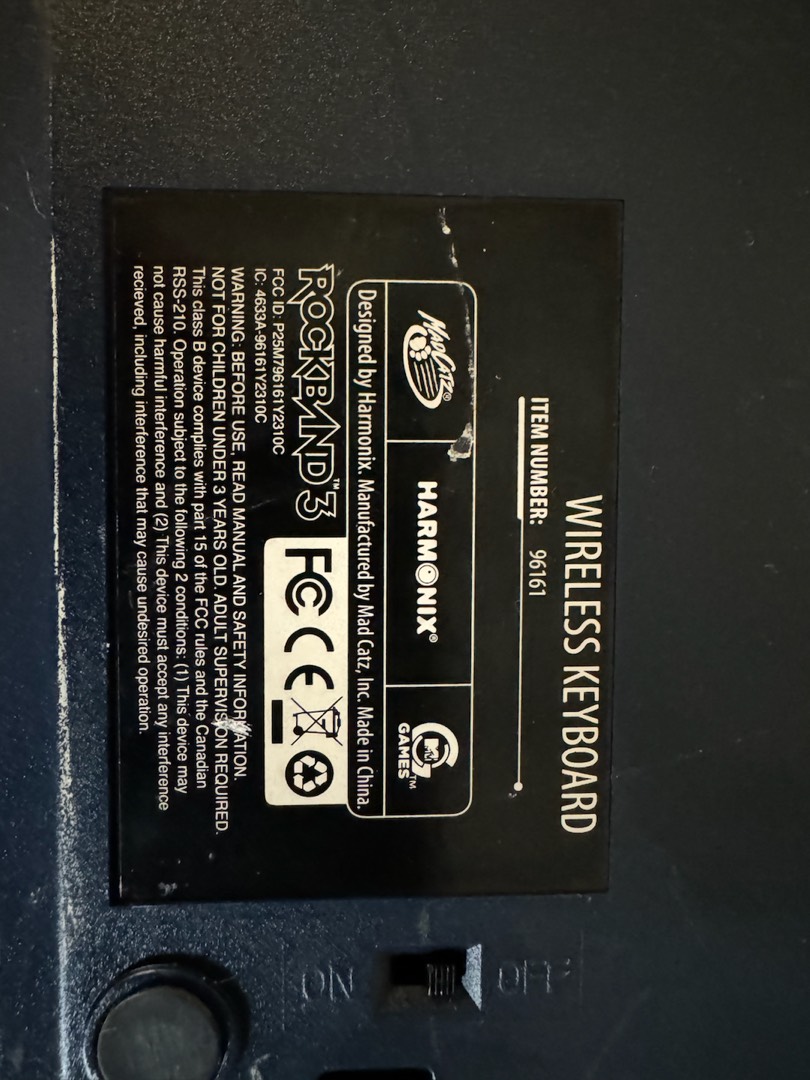 WIRELESS KEYBOARD
ITEM NUMBER: 96161
MADCATZ® HARMONIX® MTV GAMES™
Designed by Harmonix. Manufactured by Mad Catz, Inc. Made in China.
ROCKBAND™ 3
FC CE
FCC ID: P25M796161Y2310C
IC: 4633A-96161Y2310C
WARNING: BEFORE USE, READ MANUAL AND SAFETY INFORMATION.
NOT FOR CHILDREN UNDER 3 YEARS OLD. ADULT SUPERVISION REQUIRED.
This class B device complies with part 15 of the FCC rules and the Canadian
RSS-210. Operation subject to the following 2 conditions: (1) This device may
not cause harmful interference and (2) This device must accept any interference
recieved, including interference that may cause undesired operation.
ON OFF